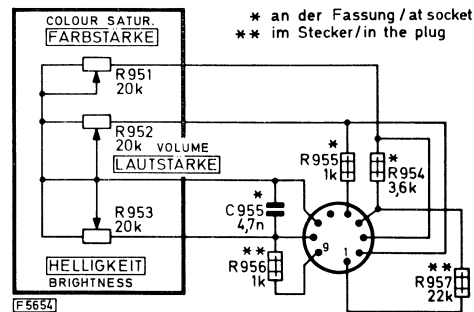 COLOUR SATUR.
FARBSTÄRKE
* an der Fassung/at socket
** im Stecker/in the plug
R951
20k
R952
20k VOLUME
LAUTSTÄRKE
R953
20k
HELLIGKEIT
BRIGHTNESS
*
C955
4,7n
**
R956
1k
*
R955
1k
*
R954
3,6k
9
1
**
R957
22k
F5654